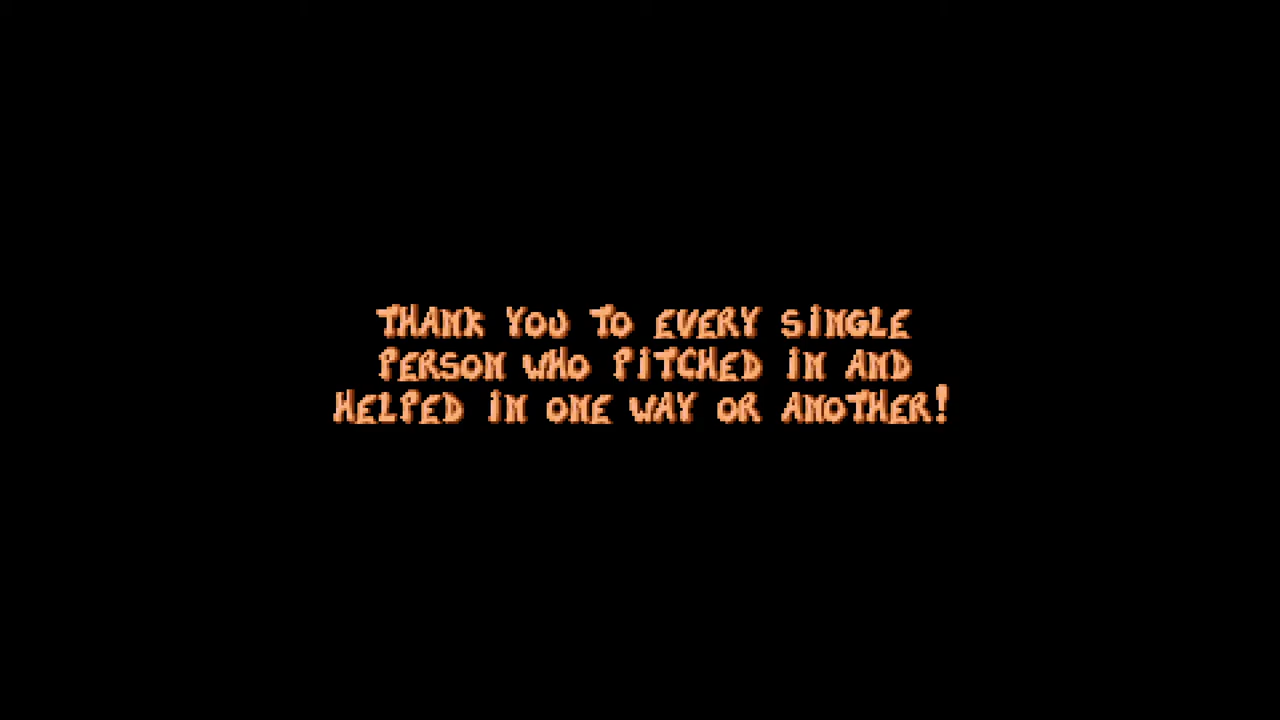 THANK YOU TO EVERY SINGLE
PERSON WHO PITCHED IN AND
HELPED IN ONE WAY OR ANOTHER!